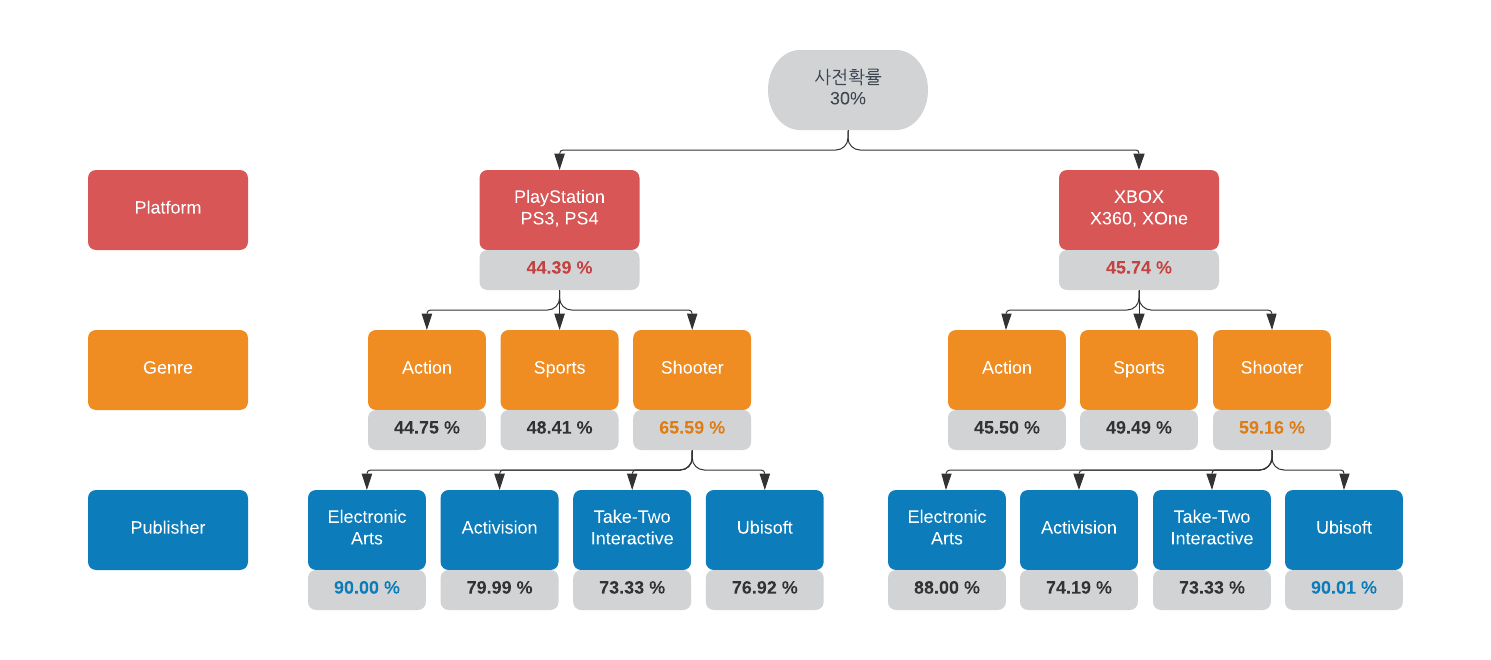 사전확률
30%
Platform
PlayStation
PS3, PS4
XBOX
X360, XOne
44.39 %
45.74 %
Genre
Action
Sports
Shooter
Action
Sports
Shooter
44.75 %
48.41 %
65.59 %
45.50 %
49.49 %
59.16 %
Publisher
Electronic
Arts
Activision
Take-Two
Interactive
Ubisoft
Electronic
Arts
Activision
Take-Two
Interactive
Ubisoft
90.00 %
79.99 %
73.33 %
76.92 %
88.00 %
74.19 %
73.33 %
90.01 %